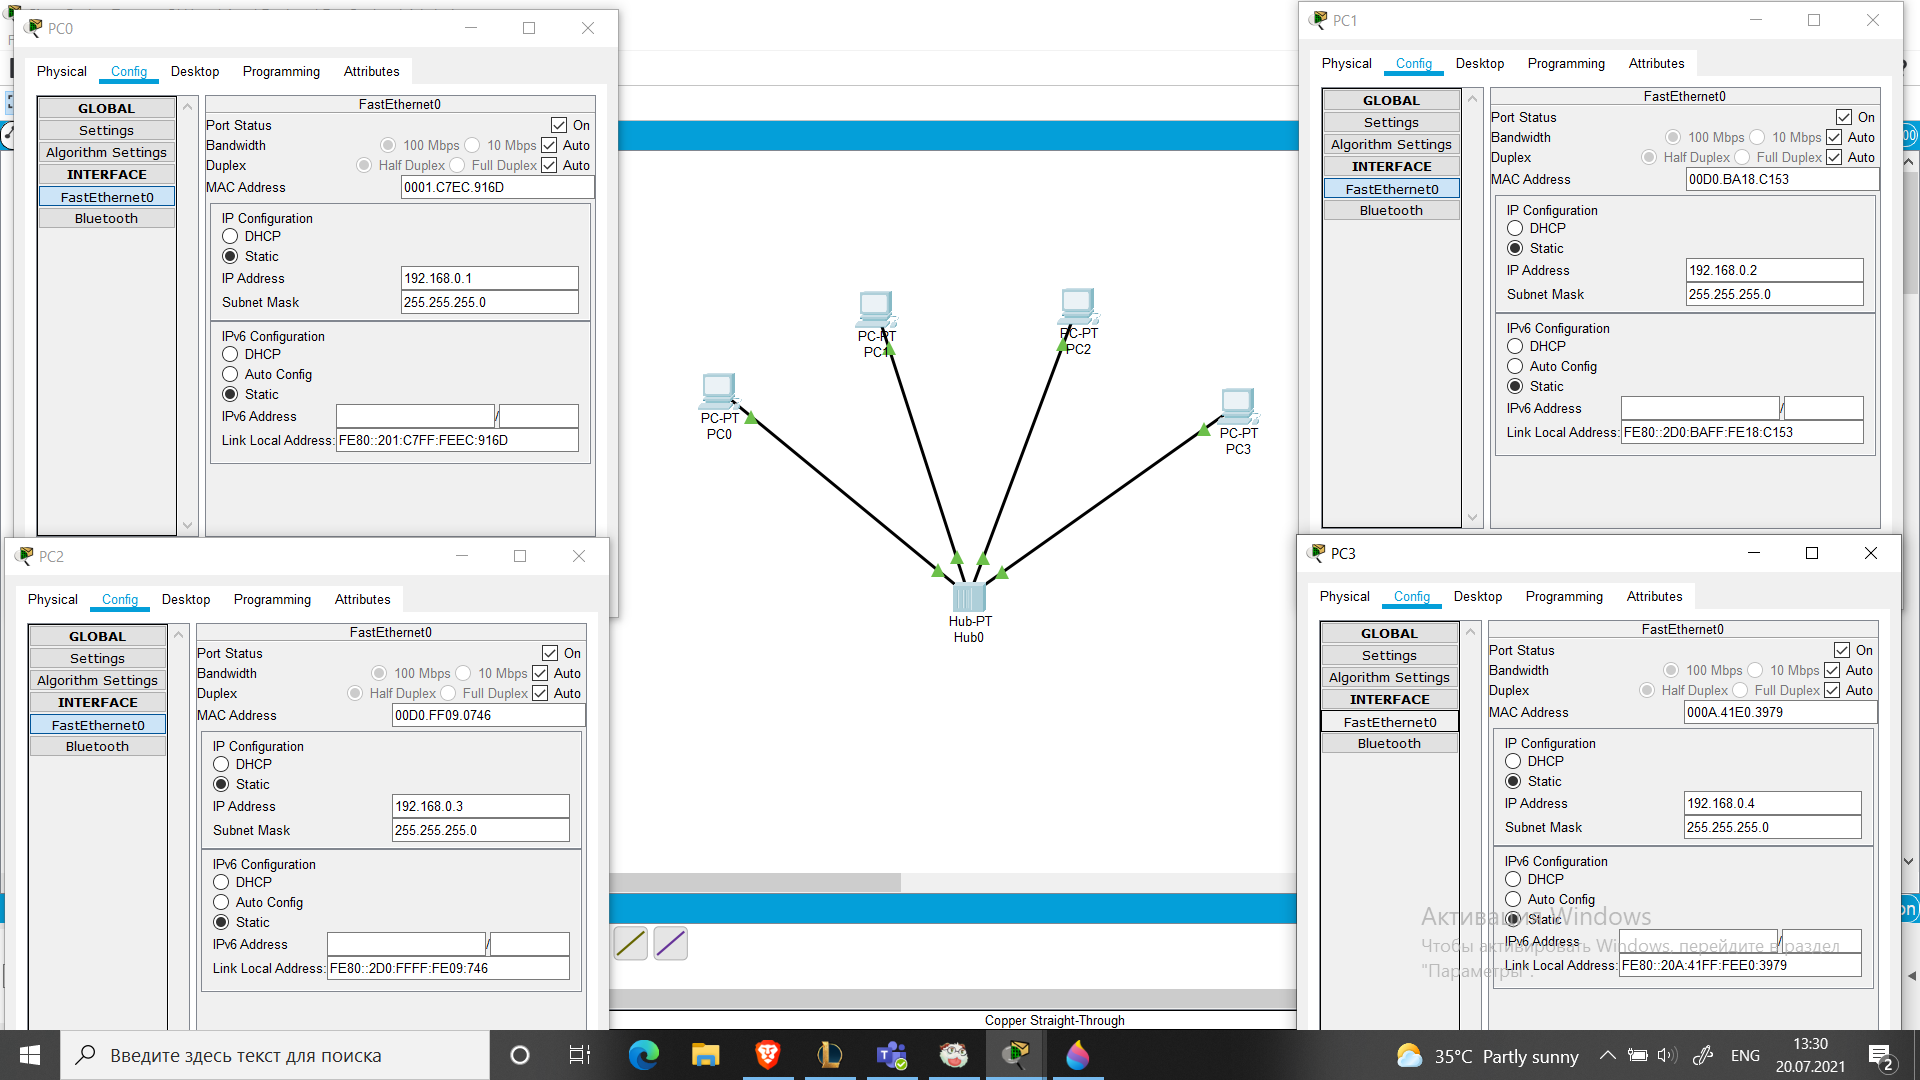 PC0
Physical Config Desktop Programming Attributes
GLOBAL
Settings
Algorithm Settings
INTERFACE
FastEthernet0
Bluetooth
FastEthernet0
Port Status On
Bandwidth 100 Mbps 10 Mbps Auto
Duplex Half Duplex Full Duplex Auto
MAC Address 0001.C7EC.916D
IP Configuration
DHCP
Static
IP Address 192.168.0.1
Subnet Mask 255.255.255.0
IPv6 Configuration
DHCP
Auto Config
Static
IPv6 Address /
Link Local Address: FE80::201:C7FF:FEEC:916D
PC1
Physical Config Desktop Programming Attributes
GLOBAL
Settings
Algorithm Settings
INTERFACE
FastEthernet0
Bluetooth
FastEthernet0
Port Status On
Bandwidth 100 Mbps 10 Mbps Auto
Duplex Half Duplex Full Duplex Auto
MAC Address 00D0.BA18.C153
IP Configuration
DHCP
Static
IP Address 192.168.0.2
Subnet Mask 255.255.255.0
IPv6 Configuration
DHCP
Auto Config
Static
IPv6 Address /
Link Local Address: FE80::2D0:BAFF:FE18:C153
PC-PT
PC1
PC-PT
PC2
PC-PT
PC0
PC-PT
PC3
Hub-PT
Hub0
PC2
Physical Config Desktop Programming Attributes
GLOBAL
Settings
Algorithm Settings
INTERFACE
FastEthernet0
Bluetooth
FastEthernet0
Port Status On
Bandwidth 100 Mbps 10 Mbps Auto
Duplex Half Duplex Full Duplex Auto
MAC Address 00D0.FF09.0746
IP Configuration
DHCP
Static
IP Address 192.168.0.3
Subnet Mask 255.255.255.0
IPv6 Configuration
DHCP
Auto Config
Static
IPv6 Address /
Link Local Address: FE80::2D0:FFFF:FE09:746
PC3
Physical Config Desktop Programming Attributes
GLOBAL
Settings
Algorithm Settings
INTERFACE
FastEthernet0
Bluetooth
FastEthernet0
Port Status On
Bandwidth 100 Mbps 10 Mbps Auto
Duplex Half Duplex Full Duplex Auto
MAC Address 000A.41E0.3979
IP Configuration
DHCP
Static
IP Address 192.168.0.4
Subnet Mask 255.255.255.0
IPv6 Configuration
DHCP
Auto Config
Static
IPv6 Address /
Link Local Address: FE80::20A:41FF:FEE0:3979
Активация Windows
Чтобы активировать Windows, перейдите в раздел
"Параметры".
Copper Straight-Through
Введите здесь текст для поиска
35°C Partly sunny
ENG
13:30
20.07.2021
2